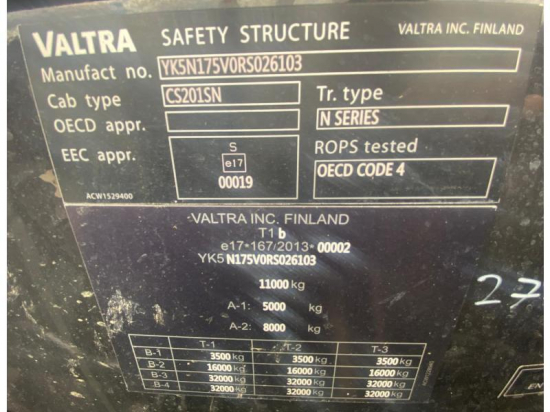 VALTRA SAFETY STRUCTURE VALTRA INC. FINLAND
Manufact no. YK5N175V0RS026103
Cab type CS201SN Tr. type
OECD appr. N SERIES
EEC appr. S ROPS tested
e17 OECD CODE 4
00019
ACW1529400
VALTRA INC. FINLAND
T1 b
e17*167/2013*00002
YK5 N175V0RS026103
11000 kg
A-1: 5000 kg
A-2: 8000 kg
T-1 T-2 T-3
B-1 3500 kg 3500 kg 3500 kg
B-2 16000 kg 16000 kg 16000 kg
B-3 32000 kg 32000 kg 32000 kg
B-4 32000 kg 32000 kg 32000 kg
27
EN